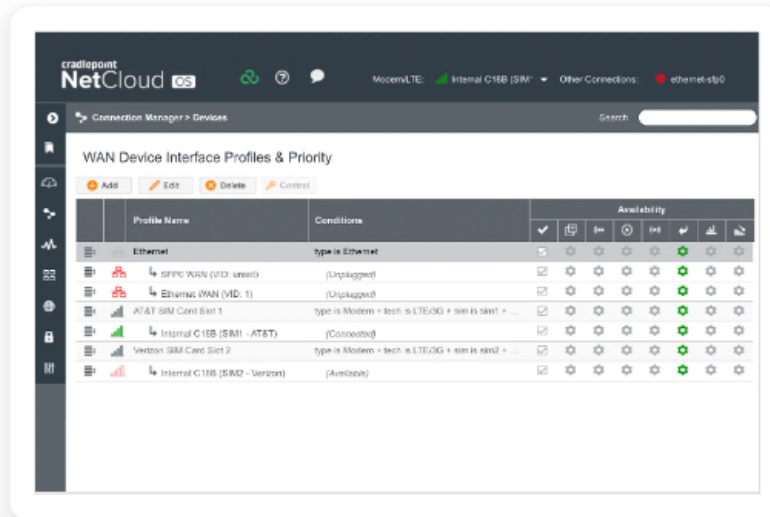 cradlepoint
NetCloud OS
Modem/LTE: Internal C18B (SIM1 Other Connections: ethernet-sfp0
Connection Manager > Devices Search
WAN Device Interface Profiles & Priority
Add Edit Delete Control
Availability
Profile Name Conditions
Ethernet type is Ethernet
SFP0 WAN (VID: unset) (Unplugged)
Ethernet WAN (VID: 1) (Unplugged)
AT&T SIM Card Slot 1 type is Modem + tech is LTE/3G + sim is sim1 + ...
Internal C18B (SIM1 - AT&T) (Connected)
Verizon SIM Card Slot 2 type is Modem + tech is LTE/3G + sim is sim2 + ...
Internal C18B (SIM2 - Verizon) (Available)